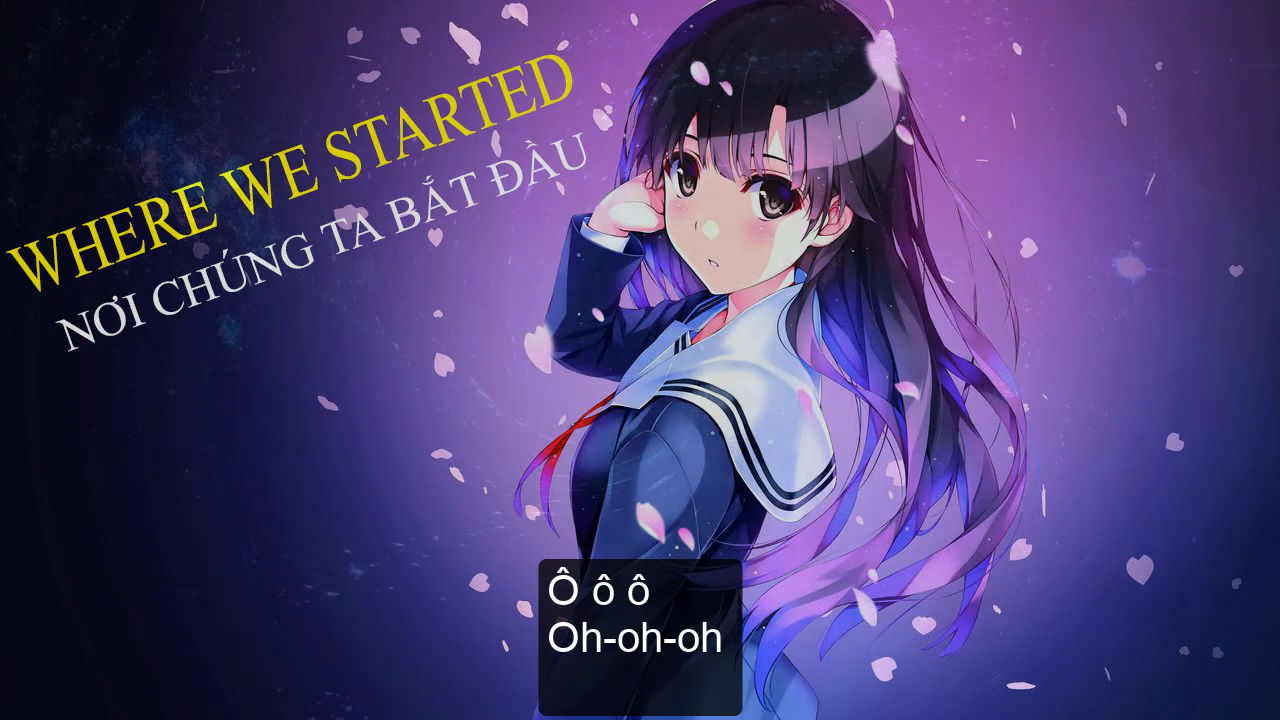 WHERE WE STARTED
NƠI CHÚNG TA BẮT ĐẦU
Ô ô ô
Oh-oh-oh